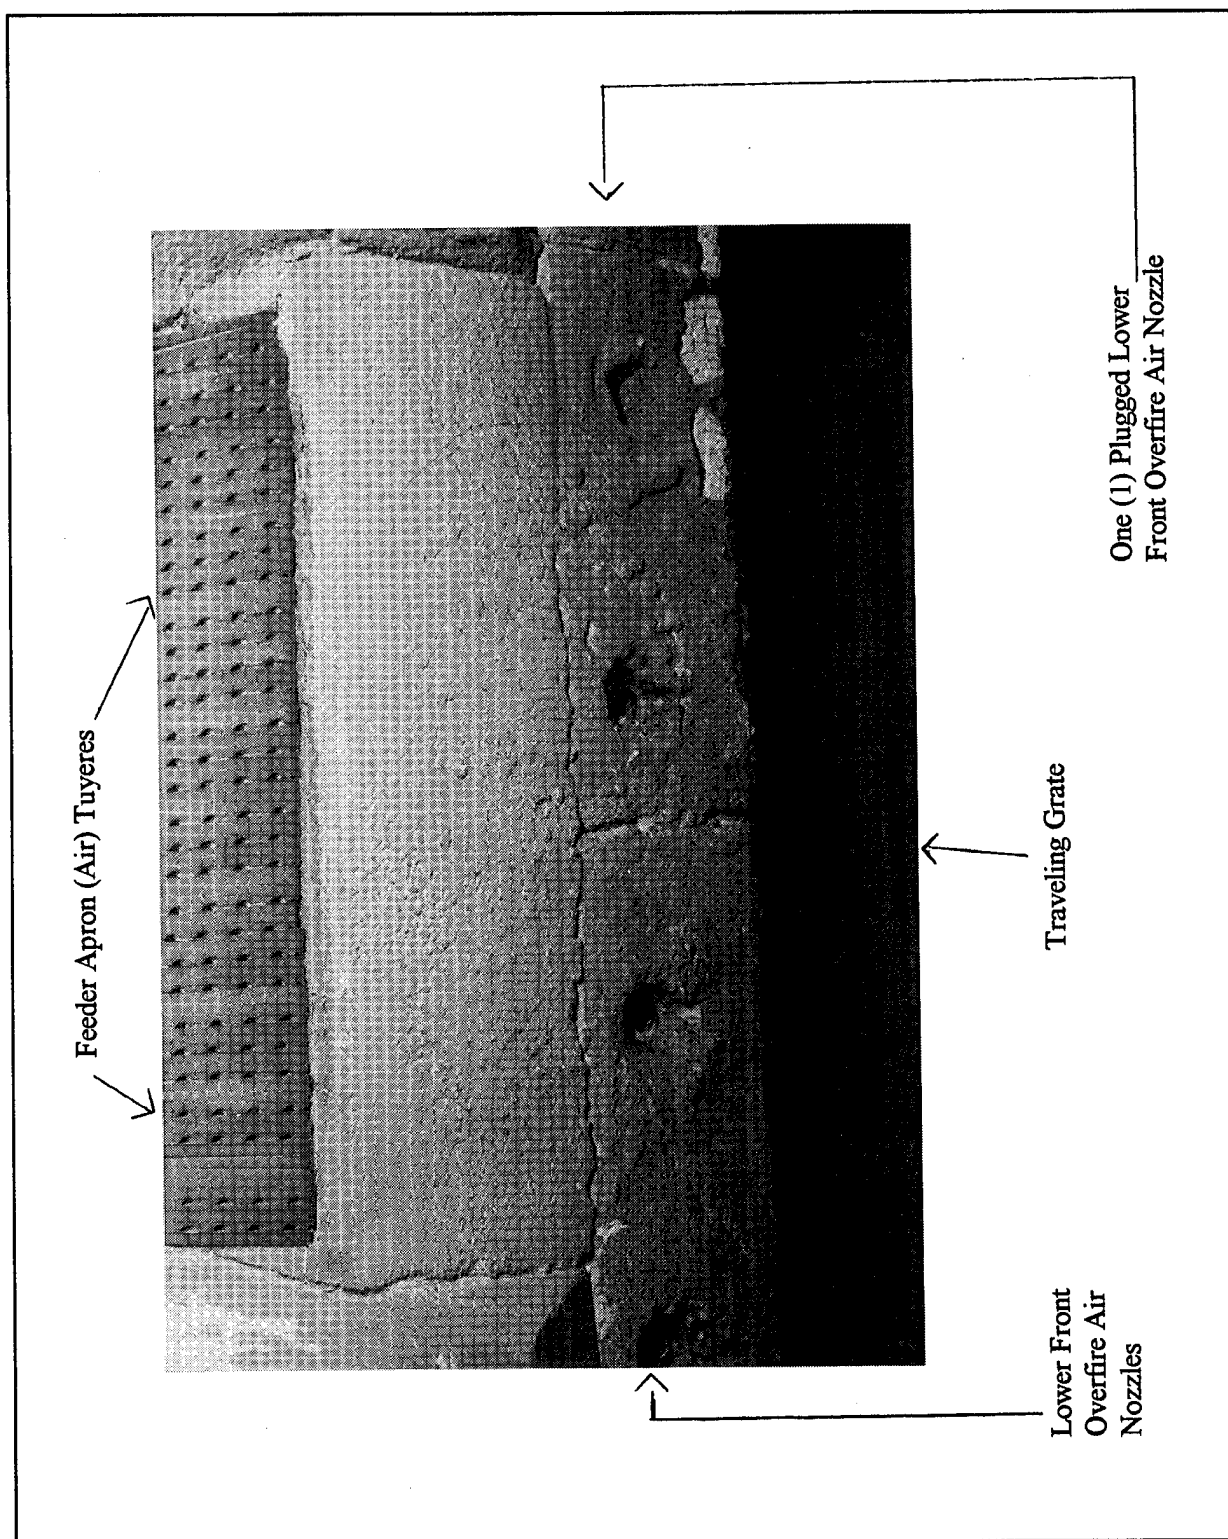 Feeder Apron (Air) Tuyeres
One (1) Plugged Lower
Front Overfire Air Nozzle
Traveling Grate
Lower Front
Overfire Air
Nozzles